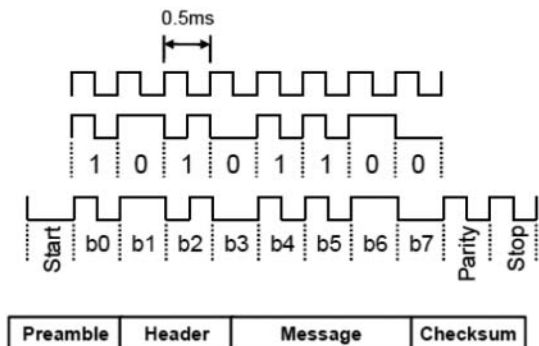 0.5ms
1 0 1 0 1 1 0 0
Start b0 b1 b2 b3 b4 b5 b6 b7 Parity Stop
Preamble Header Message Checksum